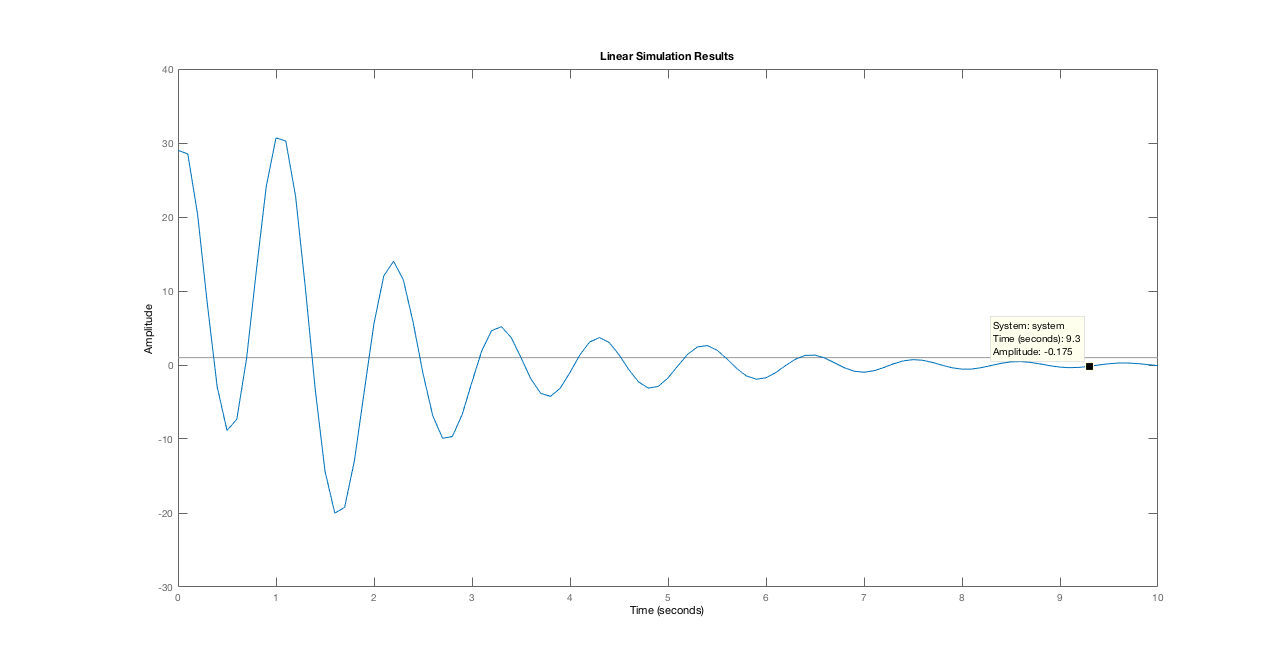 Linear Simulation Results
40
30
20
10
0
-10
-20
-30
Amplitude
System: system
Time (seconds): 9.3
Amplitude: -0.175
0 1 2 3 4 5 6 7 8 9 10
Time (seconds)